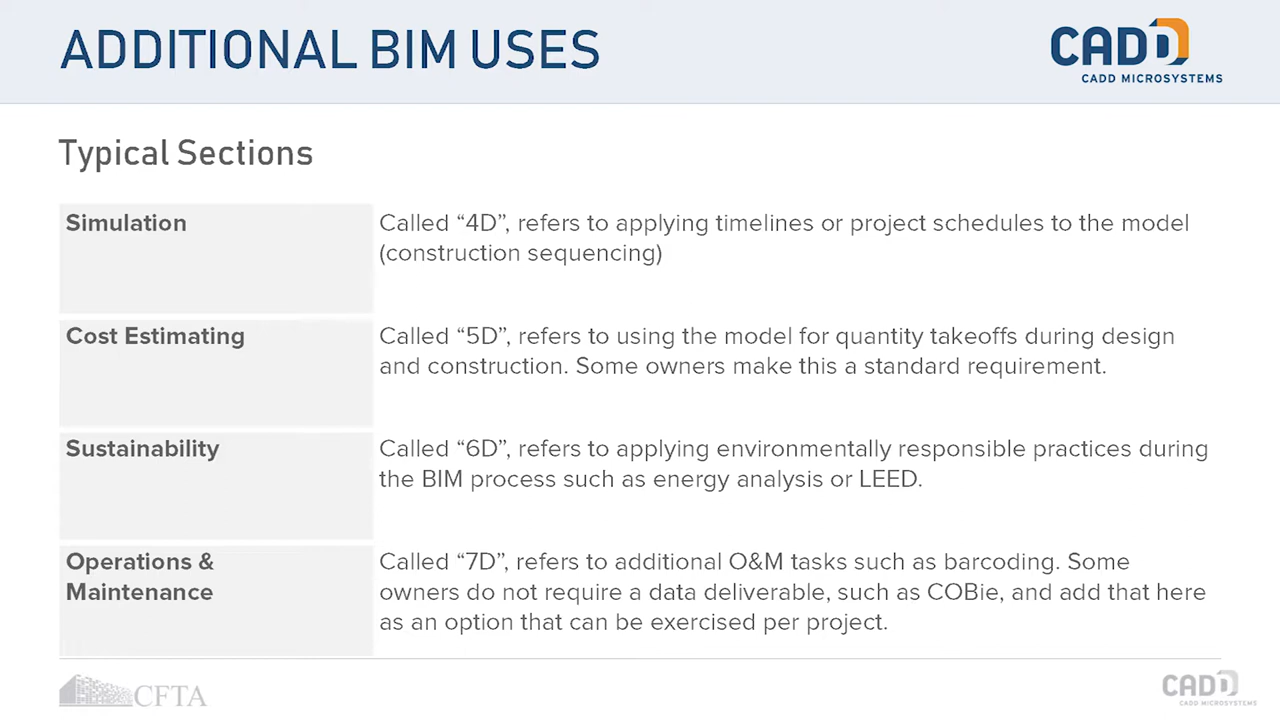 ADDITIONAL BIM USES
CADD
CADD MICROSYSTEMS
Typical Sections
Simulation
Called “4D”, refers to applying timelines or project schedules to the model
(construction sequencing)
Cost Estimating
Called “5D”, refers to using the model for quantity takeoffs during design
and construction. Some owners make this a standard requirement.
Sustainability
Called “6D”, refers to applying environmentally responsible practices during
the BIM process such as energy analysis or LEED.
Operations &
Maintenance
Called “7D”, refers to additional O&M tasks such as barcoding. Some
owners do not require a data deliverable, such as COBie, and add that here
as an option that can be exercised per project.
CFTA
CADD
CADD MICROSYSTEMS